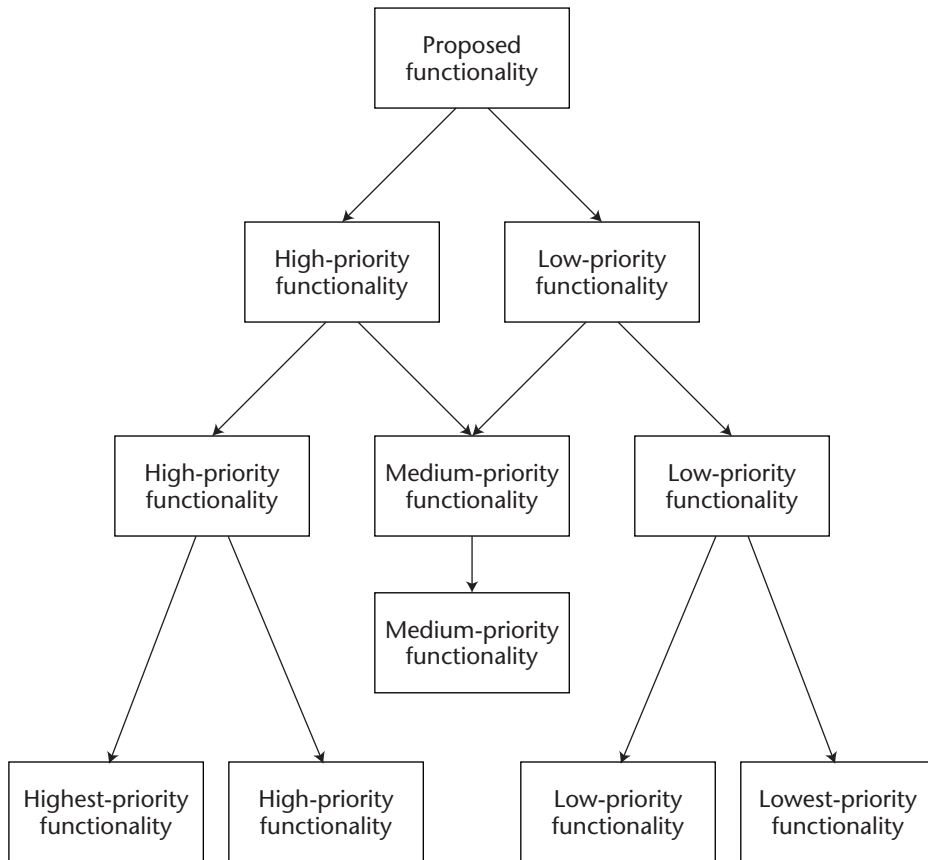 Proposed
functionality
High-priority
functionality
Low-priority
functionality
High-priority
functionality
Medium-priority
functionality
Low-priority
functionality
Medium-priority
functionality
Highest-priority
functionality
High-priority
functionality
Low-priority
functionality
Lowest-priority
functionality